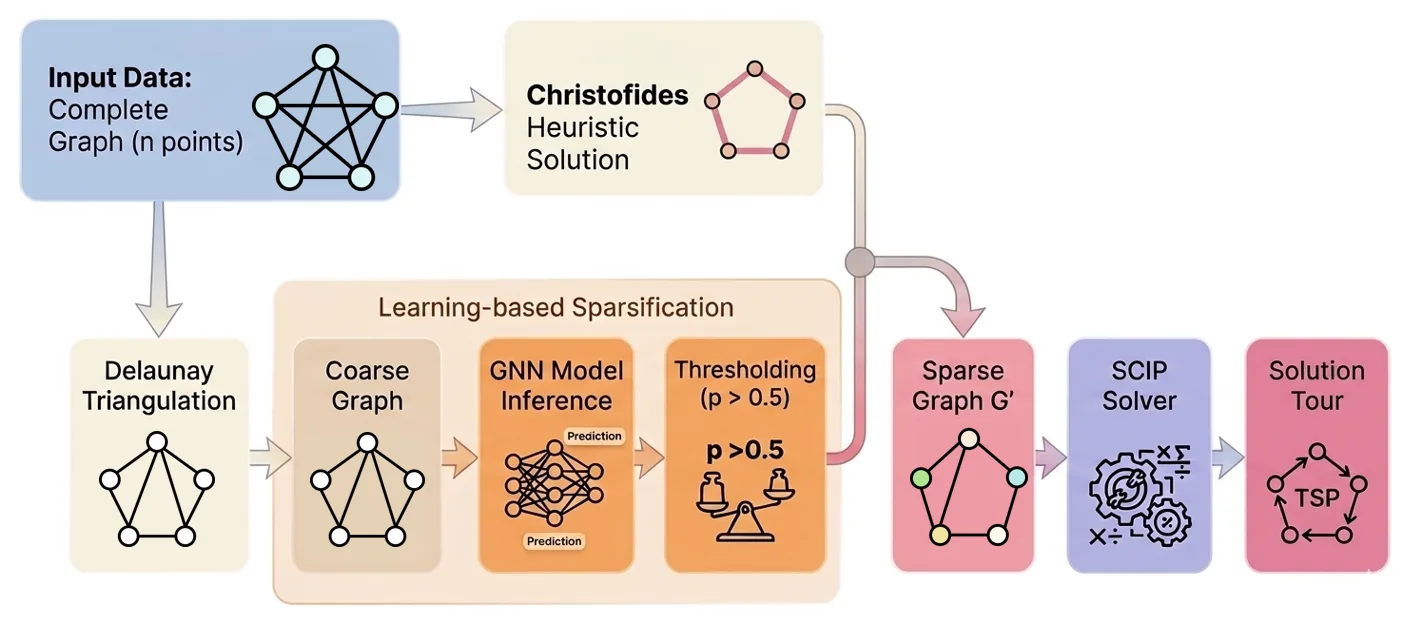 Input Data:
Complete
Graph (n points)
Christofides
Heuristic
Solution
Learning-based Sparsification
Delaunay
Triangulation
Coarse
Graph
GNN Model
Inference
Prediction
Prediction
Thresholding
(p > 0.5)
p >0.5
Sparse
Graph G′
SCIP
Solver
×Σ
÷
%
×÷
Solution
Tour
TSP